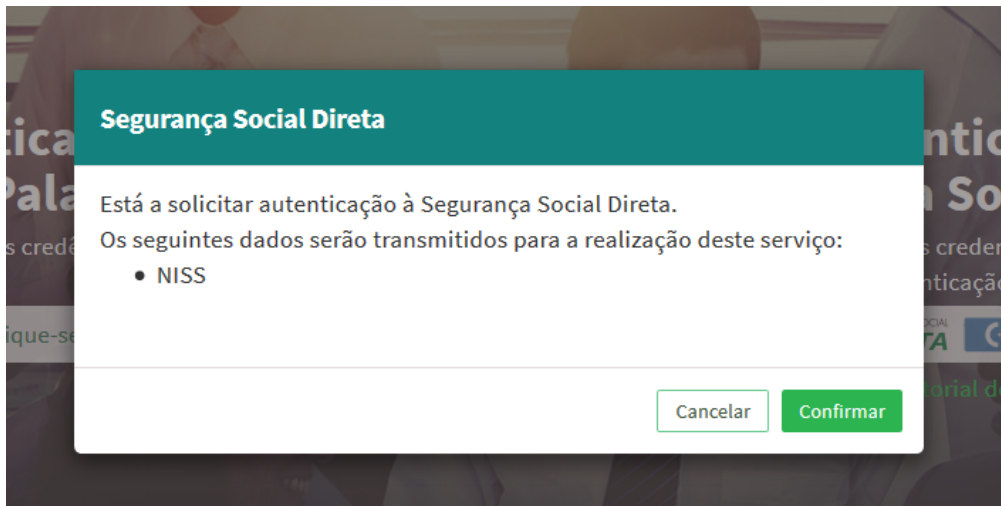 Segurança Social Direta
Está a solicitar autenticação à Segurança Social Direta.
Os seguintes dados serão transmitidos para a realização deste serviço:
NISS
Cancelar
Confirmar